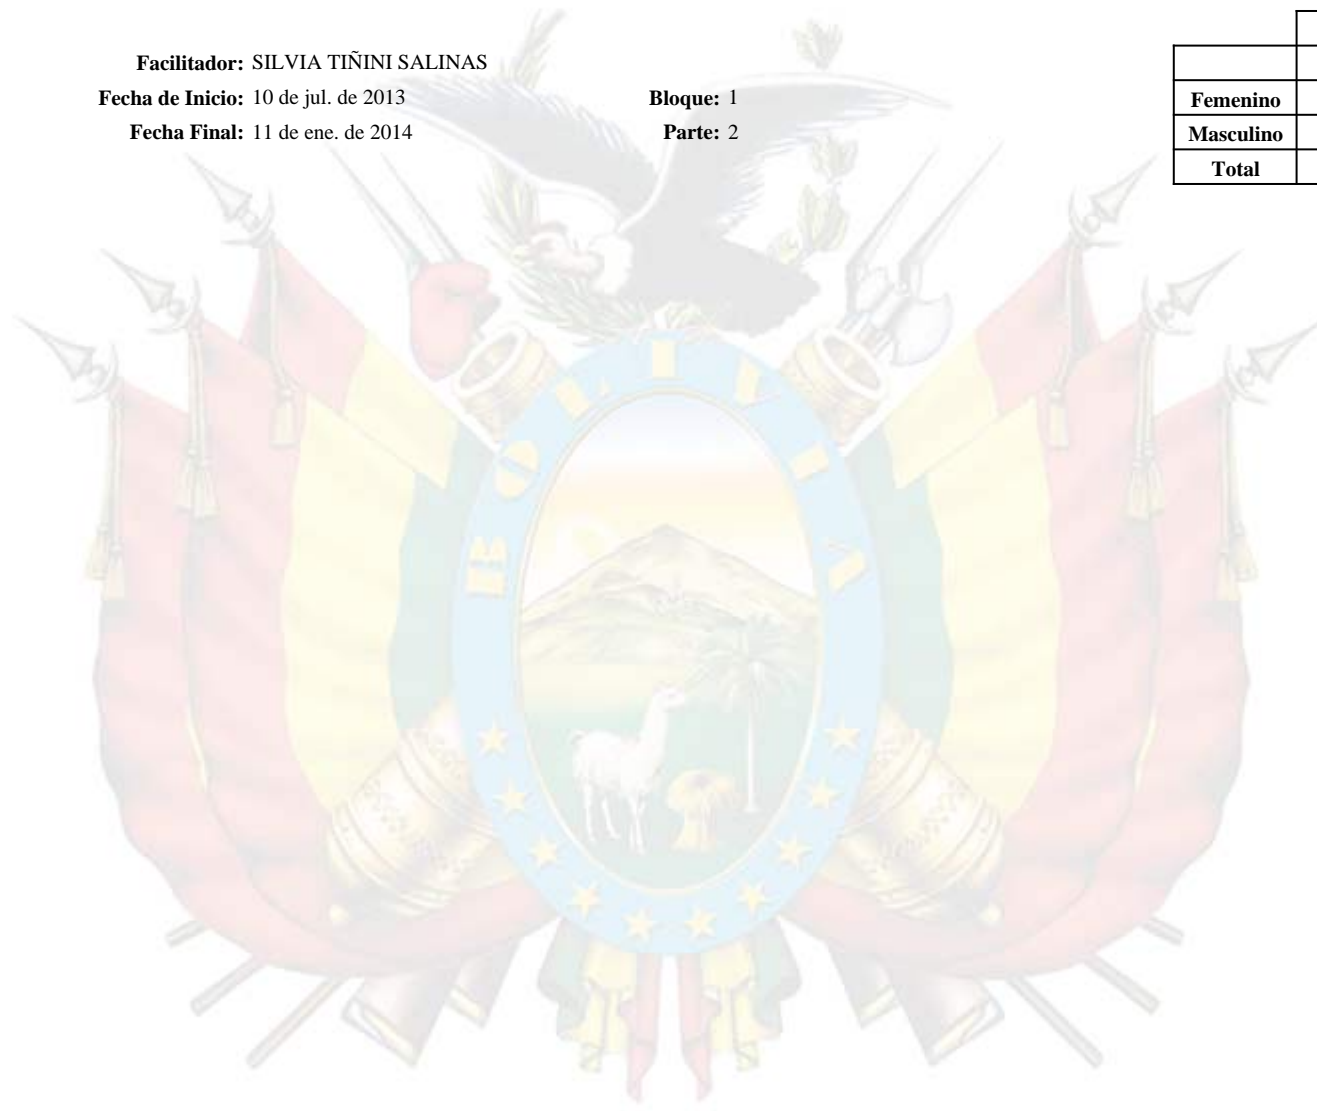 Facilitador: SILVIA TIÑINI SALINAS
Fecha de Inicio: 10 de jul. de 2013 Bloque: 1
Fecha Final: 11 de ene. de 2014 Parte: 2
Femenino
Masculino
Total
BOLIVIA